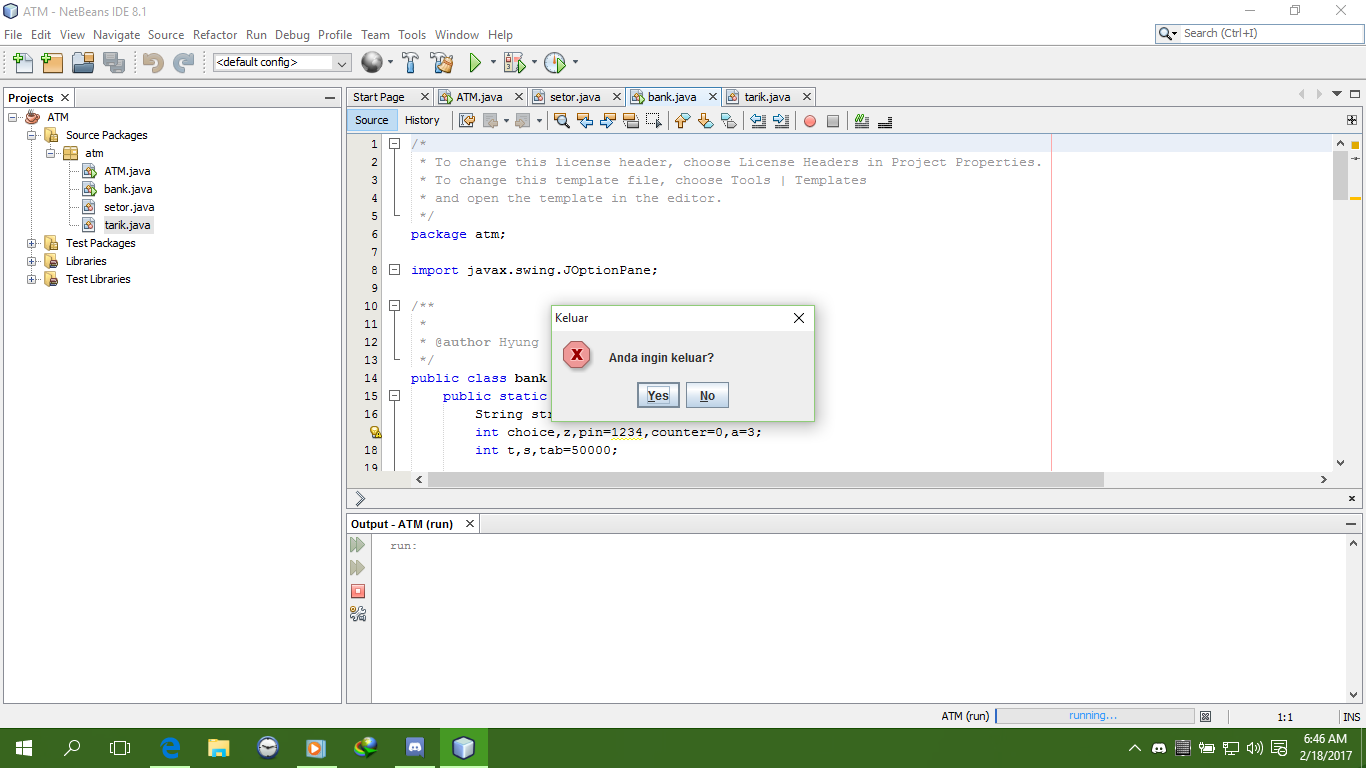 ATM - NetBeans IDE 8.1
File Edit View Navigate Source Refactor Run Debug Profile Team Tools Window Help
Search (Ctrl+I)
<default config>
Projects
ATM
Source Packages
atm
ATM.java
bank.java
setor.java
tarik.java
Test Packages
Libraries
Test Libraries
Start Page ATM.java setor.java bank.java tarik.java
Source History
1 /*
2 * To change this license header, choose License Headers in Project Properties.
3 * To change this template file, choose Tools | Templates
4 * and open the template in the editor.
5 */
6 package atm;
7
8 import javax.swing.JOptionPane;
9
10 /**
11 *
12 * @author Hyung
13 */
14 public class bank
15 public static
16 String str
int choice,z,pin=1234,counter=0,a=3;
18 int t,s,tab=50000;
19
Keluar
Anda ingin keluar?
Yes No
Output - ATM (run)
run:
ATM (run) running... 1:1 INS
6:46 AM
2/18/2017